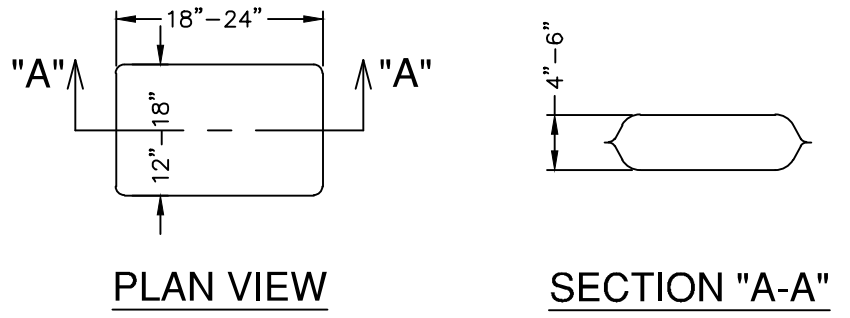 18"-24"
"A"
"A"
12"-18"
4"-6"
PLAN VIEW
SECTION "A-A"